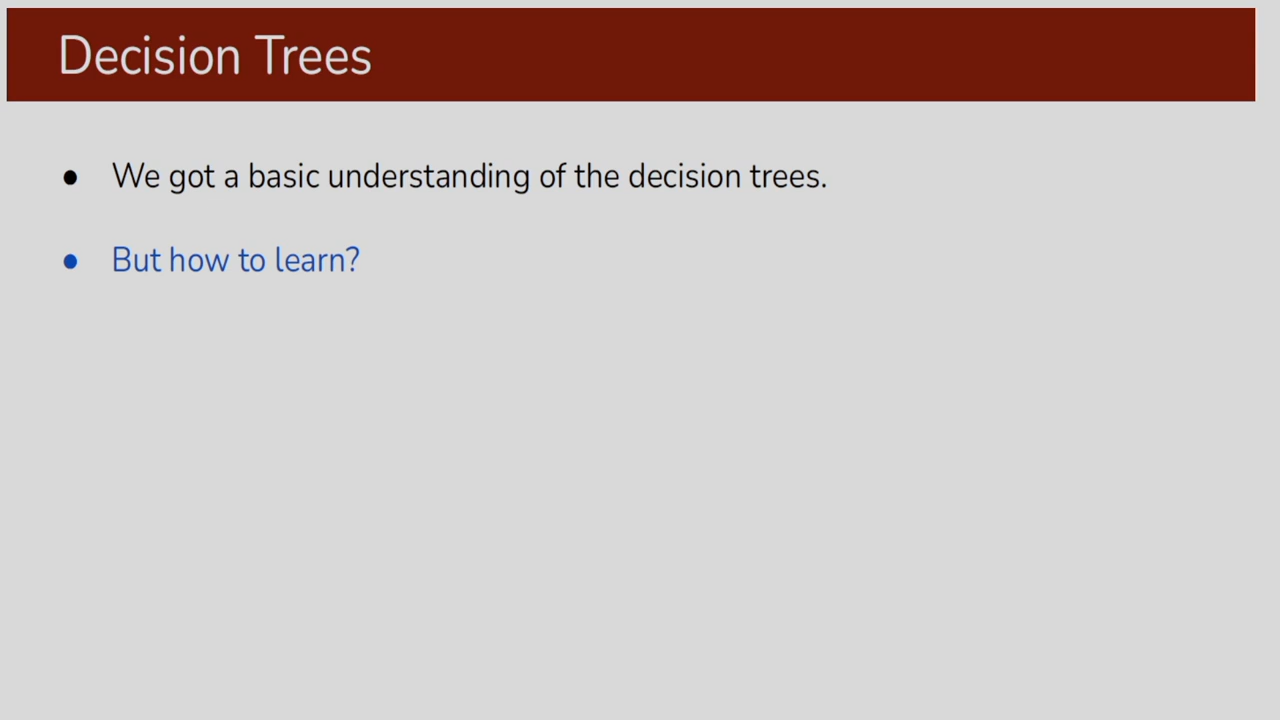 Decision Trees
● We got a basic understanding of the decision trees.
● But how to learn?